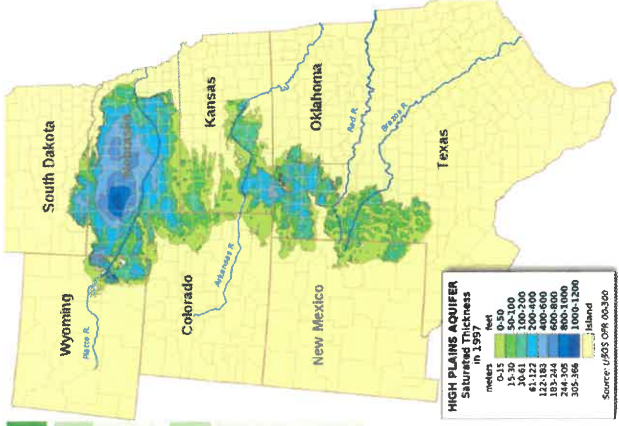 South Dakota
Wyoming
Platte R.
Nebraska
Colorado
Kansas
Arkansas R.
Oklahoma
New Mexico
Red R.
Brazos R.
Texas
HIGH PLAINS AQUIFER
Saturated Thickness
in 1997
meters feet
0-15 0-50
15-30 50-100
30-61 100-200
61-122 200-400
122-183 400-600
183-244 600-800
244-305 800-1000
305-366 1000-1200
Island
Source: USGS OFR 00-300